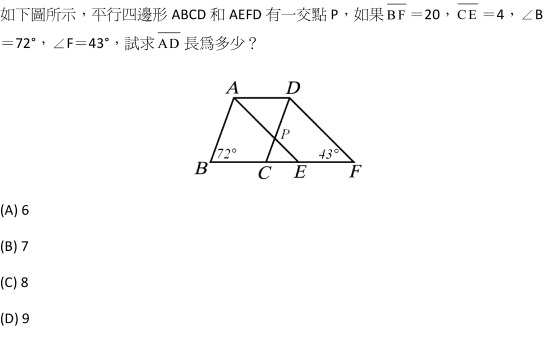 如下圖所示，平行四邊形 ABCD 和 AEFD 有一交點 P，如果 BF＝20，CE＝4，∠B
＝72°，∠F＝43°，試求 AD 長為多少？
A D
P
72° 43°
B C E F
(A) 6
(B) 7
(C) 8
(D) 9